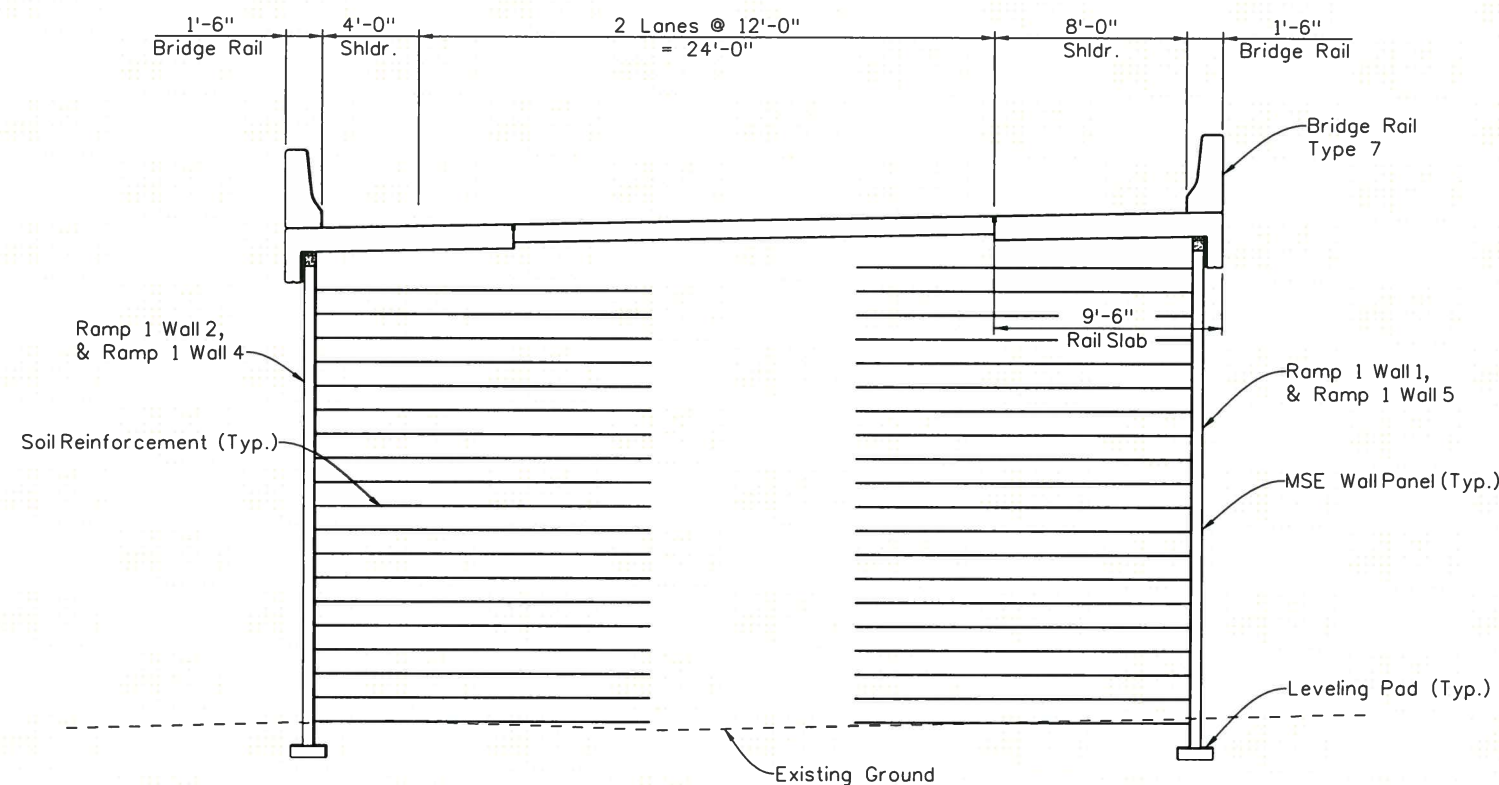 1'-6"
Bridge Rail
4'-0"
Shldr.
2 Lanes @ 12'-0"
= 24'-0"
8'-0"
Shldr.
1'-6"
Bridge Rail
Bridge Rail
Type 7
9'-6"
Rail Slab
Ramp 1 Wall 2,
& Ramp 1 Wall 4
Ramp 1 Wall 1,
& Ramp 1 Wall 5
Soil Reinforcement (Typ.)
MSE Wall Panel (Typ.)
Leveling Pad (Typ.)
Existing Ground